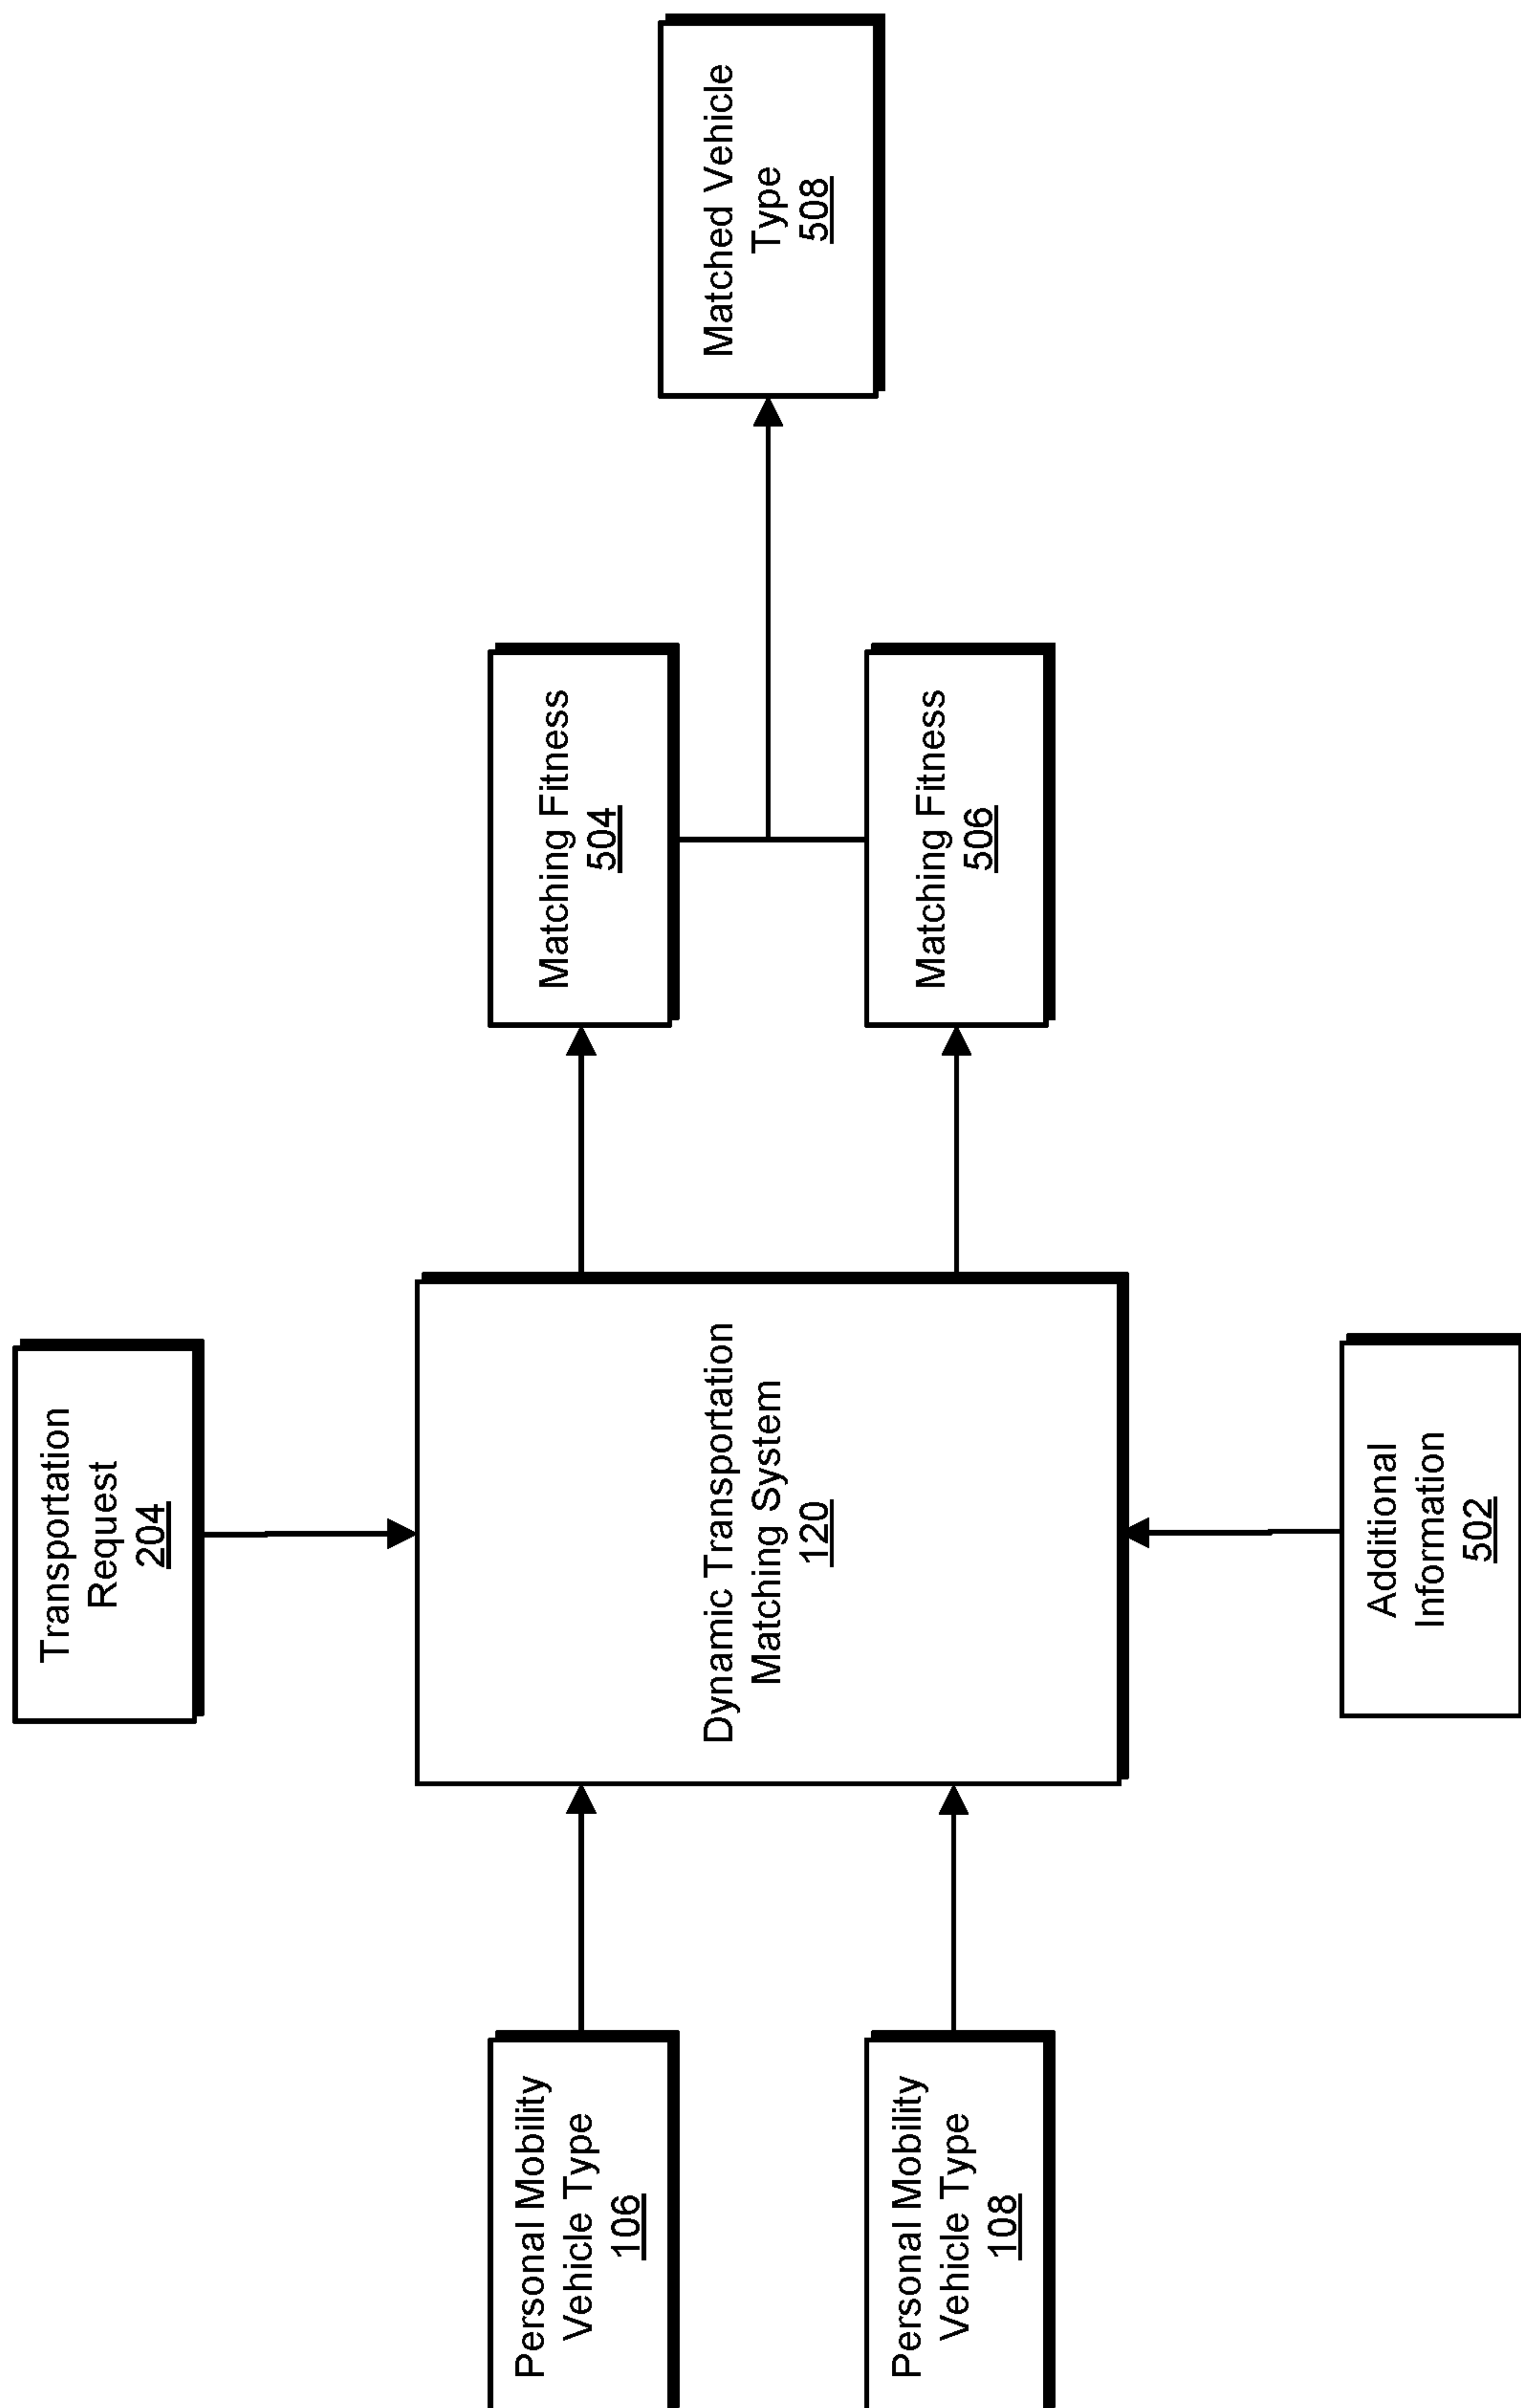 Transportation
Request
204
Personal Mobility
Vehicle Type
106
Personal Mobility
Vehicle Type
108
Dynamic Transportation
Matching System
120
Additional
Information
502
Matching Fitness
504
Matching Fitness
506
Matched Vehicle
Type
508